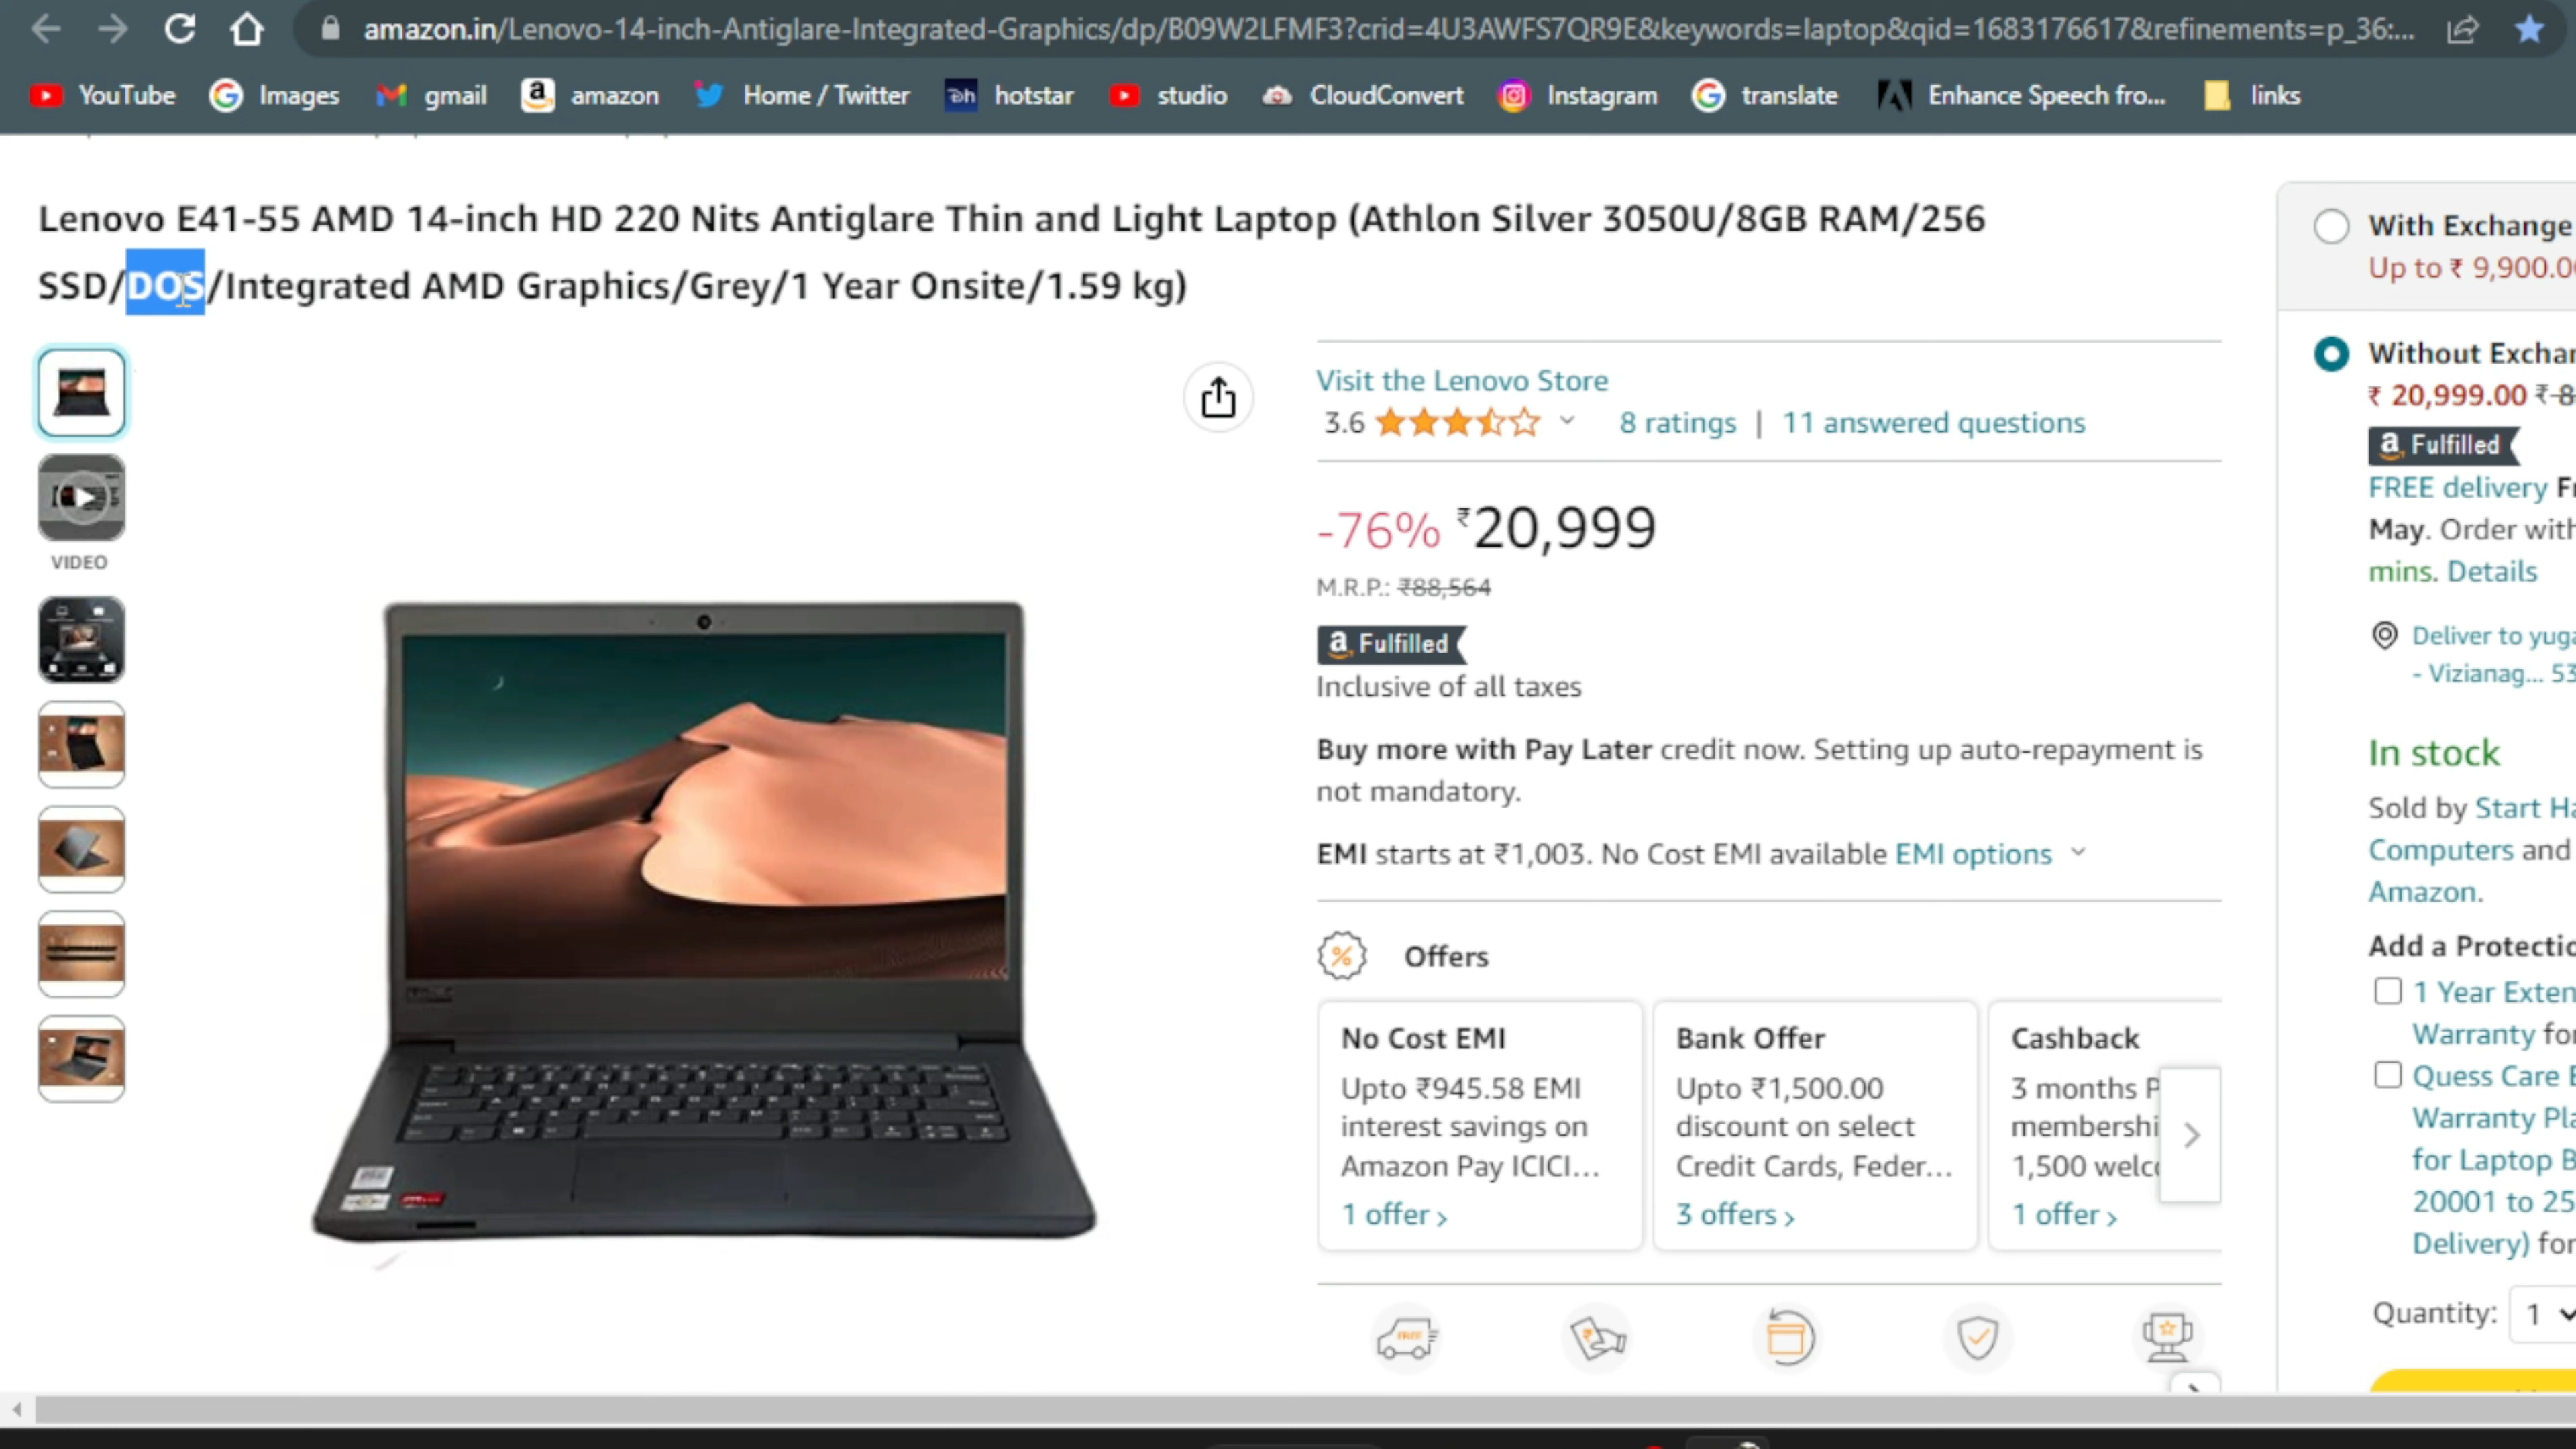 amazon.in/Lenovo-14-inch-Antiglare-Integrated-Graphics/dp/B09W2LFMF3?crid=4U3AWFS7QR9E&keywords=laptop&qid=1683176617&refinements=p_36:...
YouTube Images gmail amazon Home / Twitter hotstar studio CloudConvert Instagram translate Enhance Speech fro... links
Lenovo E41-55 AMD 14-inch HD 220 Nits Antiglare Thin and Light Laptop (Athlon Silver 3050U/8GB RAM/256
SSD/DOS/Integrated AMD Graphics/Grey/1 Year Onsite/1.59 kg)
VIDEO
Visit the Lenovo Store
3.6 8 ratings | 11 answered questions
-76% ₹20,999
M.R.P.: ₹88,564
a Fulfilled
Inclusive of all taxes
Buy more with Pay Later credit now. Setting up auto-repayment is
not mandatory.
EMI starts at ₹1,003. No Cost EMI available EMI options
% Offers
No Cost EMI
Upto ₹945.58 EMI
interest savings on
Amazon Pay ICICI...
1 offer ›
Bank Offer
Upto ₹1,500.00
discount on select
Credit Cards, Feder...
3 offers ›
Cashback
3 months P
membershi
1,500 welc
1 offer ›
FREE
With Exchange
Up to ₹ 9,900.0
Without Exchan
₹ 20,999.00 ₹ 8
a Fulfilled
FREE delivery Fr
May. Order with
mins. Details
Deliver to yuga
- Vizianag... 53
In stock
Sold by Start Ha
Computers and
Amazon.
Add a Protectio
1 Year Exten
Warranty for
Quess Care E
Warranty Pla
for Laptop B
20001 to 25
Delivery) for
Quantity: 1